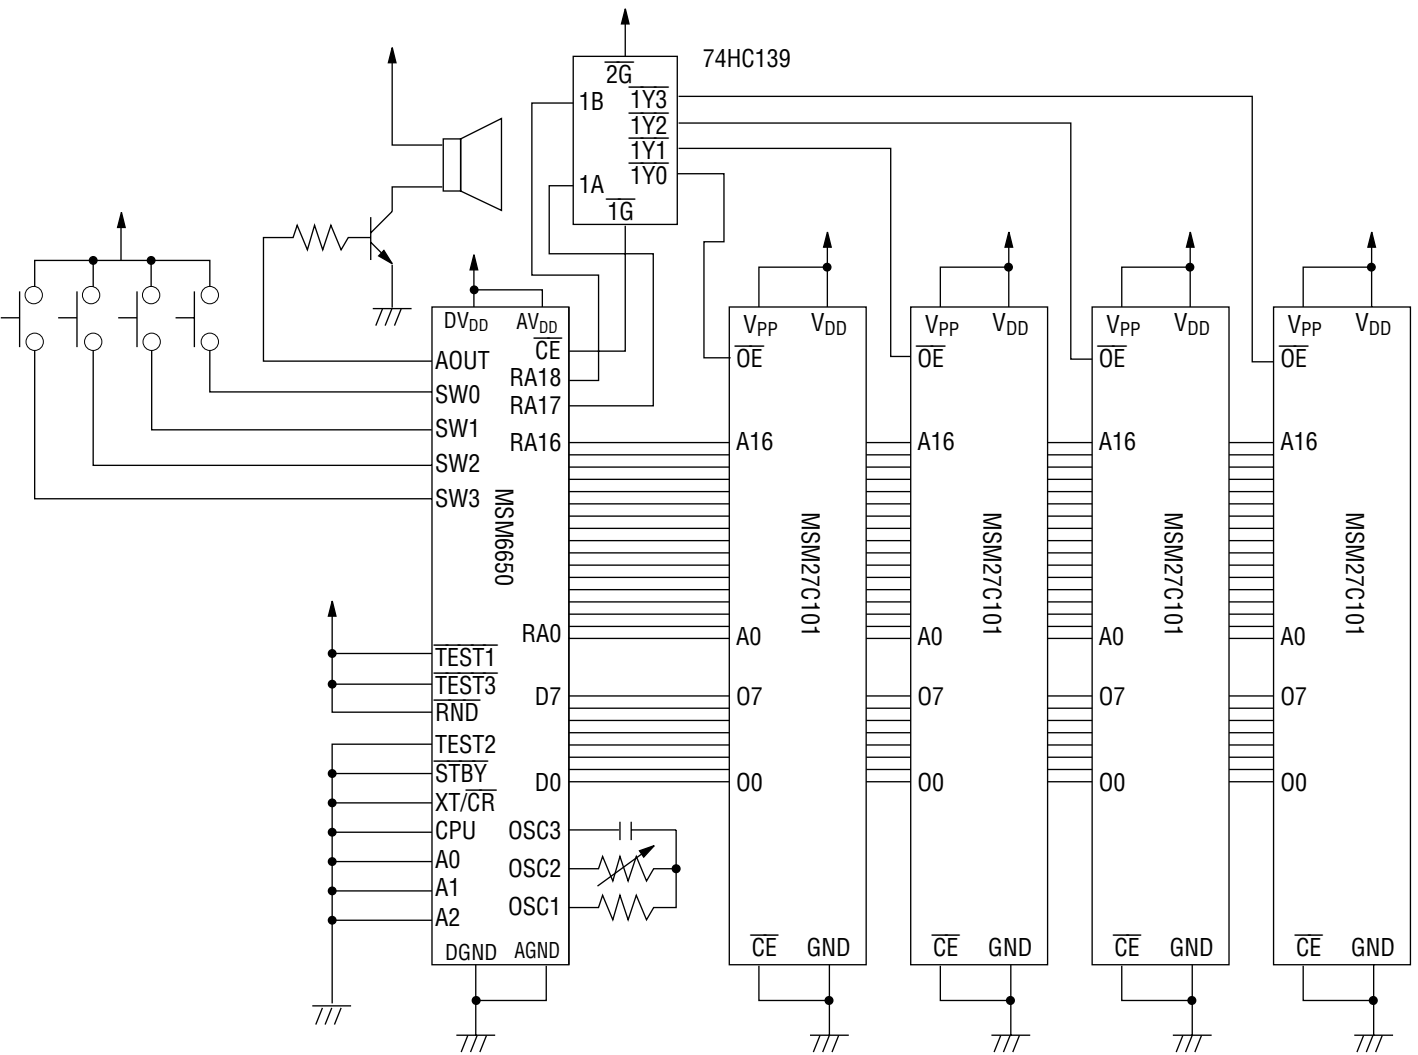 74HC139
2G
1B
1Y3
1Y2
1Y1
1Y0
1A
1G
DVDD
AVDD
CE
AOUT
RA18
SW0
RA17
SW1
RA16
SW2
SW3
MSM6650
RA0
TEST1
TEST3
D7
RND
TEST2
STBY
D0
XT/CR
CPU
OSC3
A0
OSC2
A1
OSC1
A2
DGND
AGND
VPP
VDD
OE
A16
MSM27C101
A0
O7
O0
CE
GND
VPP
VDD
OE
A16
MSM27C101
A0
O7
O0
CE
GND
VPP
VDD
OE
A16
MSM27C101
A0
O7
O0
CE
GND
VPP
VDD
OE
A16
MSM27C101
A0
O7
O0
CE
GND